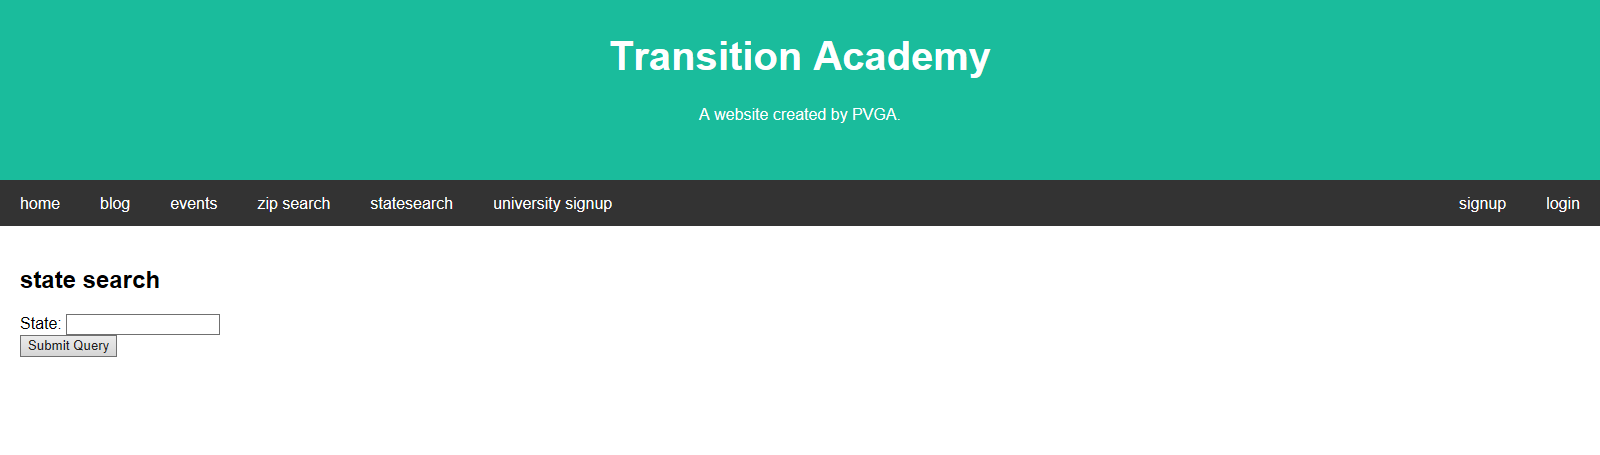 Transition Academy
A website created by PVGA.
home blog events zip search statesearch university signup signup login
state search
State:
Submit Query